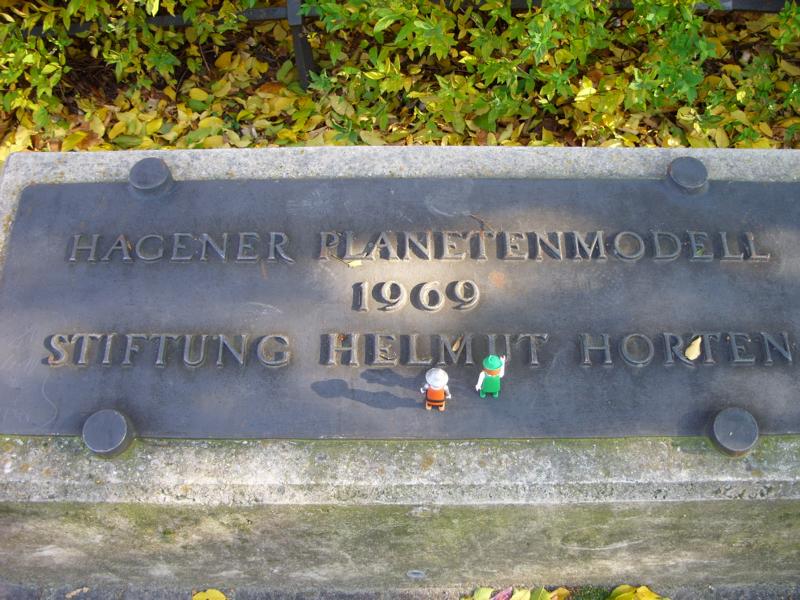 HAGENER PLANETENMODELL
1969
STIFTUNG HELMUT HORTEN